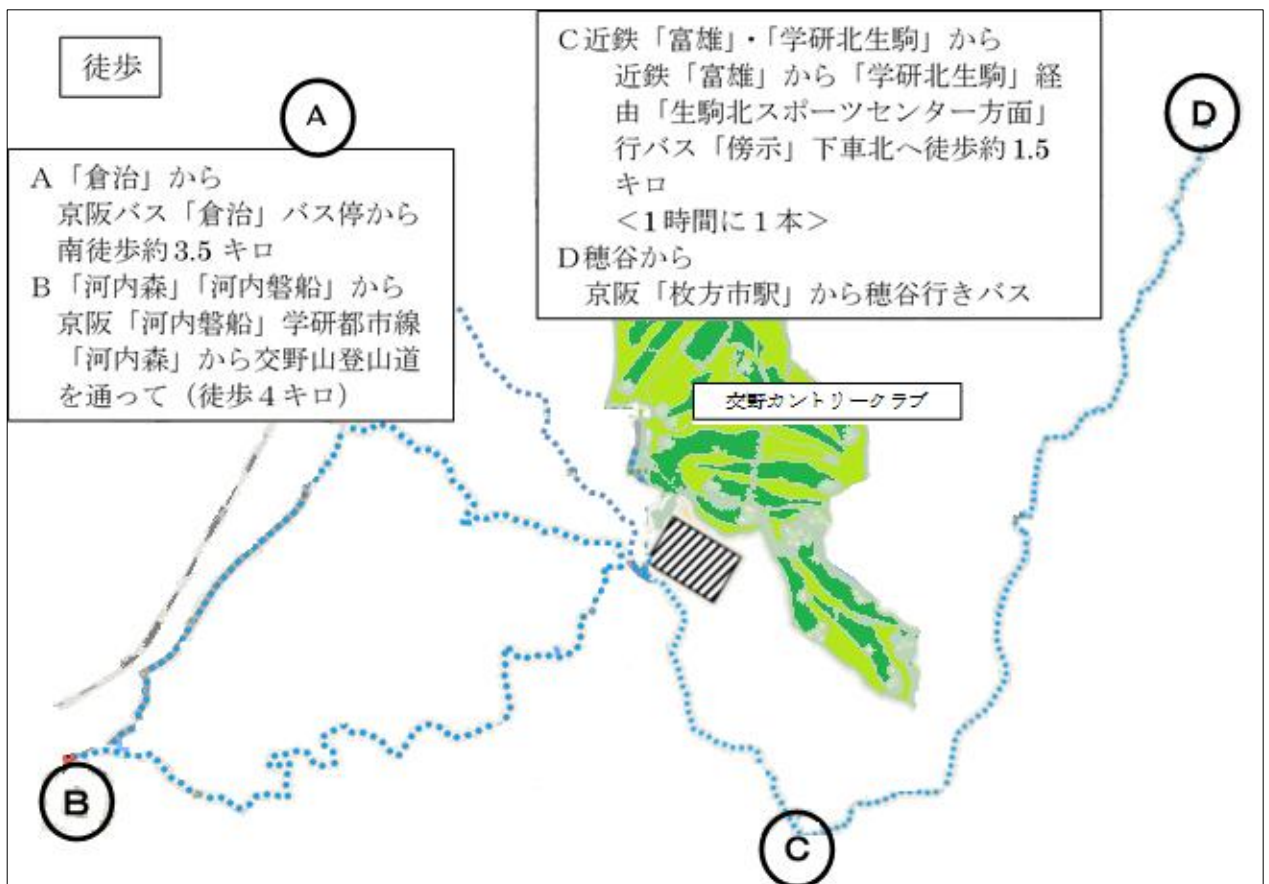 徒歩
A
A「倉治」から
京阪バス「倉治」バス停から
南徒歩約3.5 キロ
B「河内森」「河内磐船」から
京阪「河内磐船」学研都市線
「河内森」から交野山登山道
を通って（徒歩4キロ）
C近鉄「富雄」・「学研北生駒」から
近鉄「富雄」から「学研北生駒」経
由「生駒北スポーツセンター方面」
行バス「傍示」下車北へ徒歩約1.5
キロ
＜1時間に1本＞
D穂谷から
京阪「枚方市駅」から穂谷行きバス
D
交野カントリークラブ
B
C